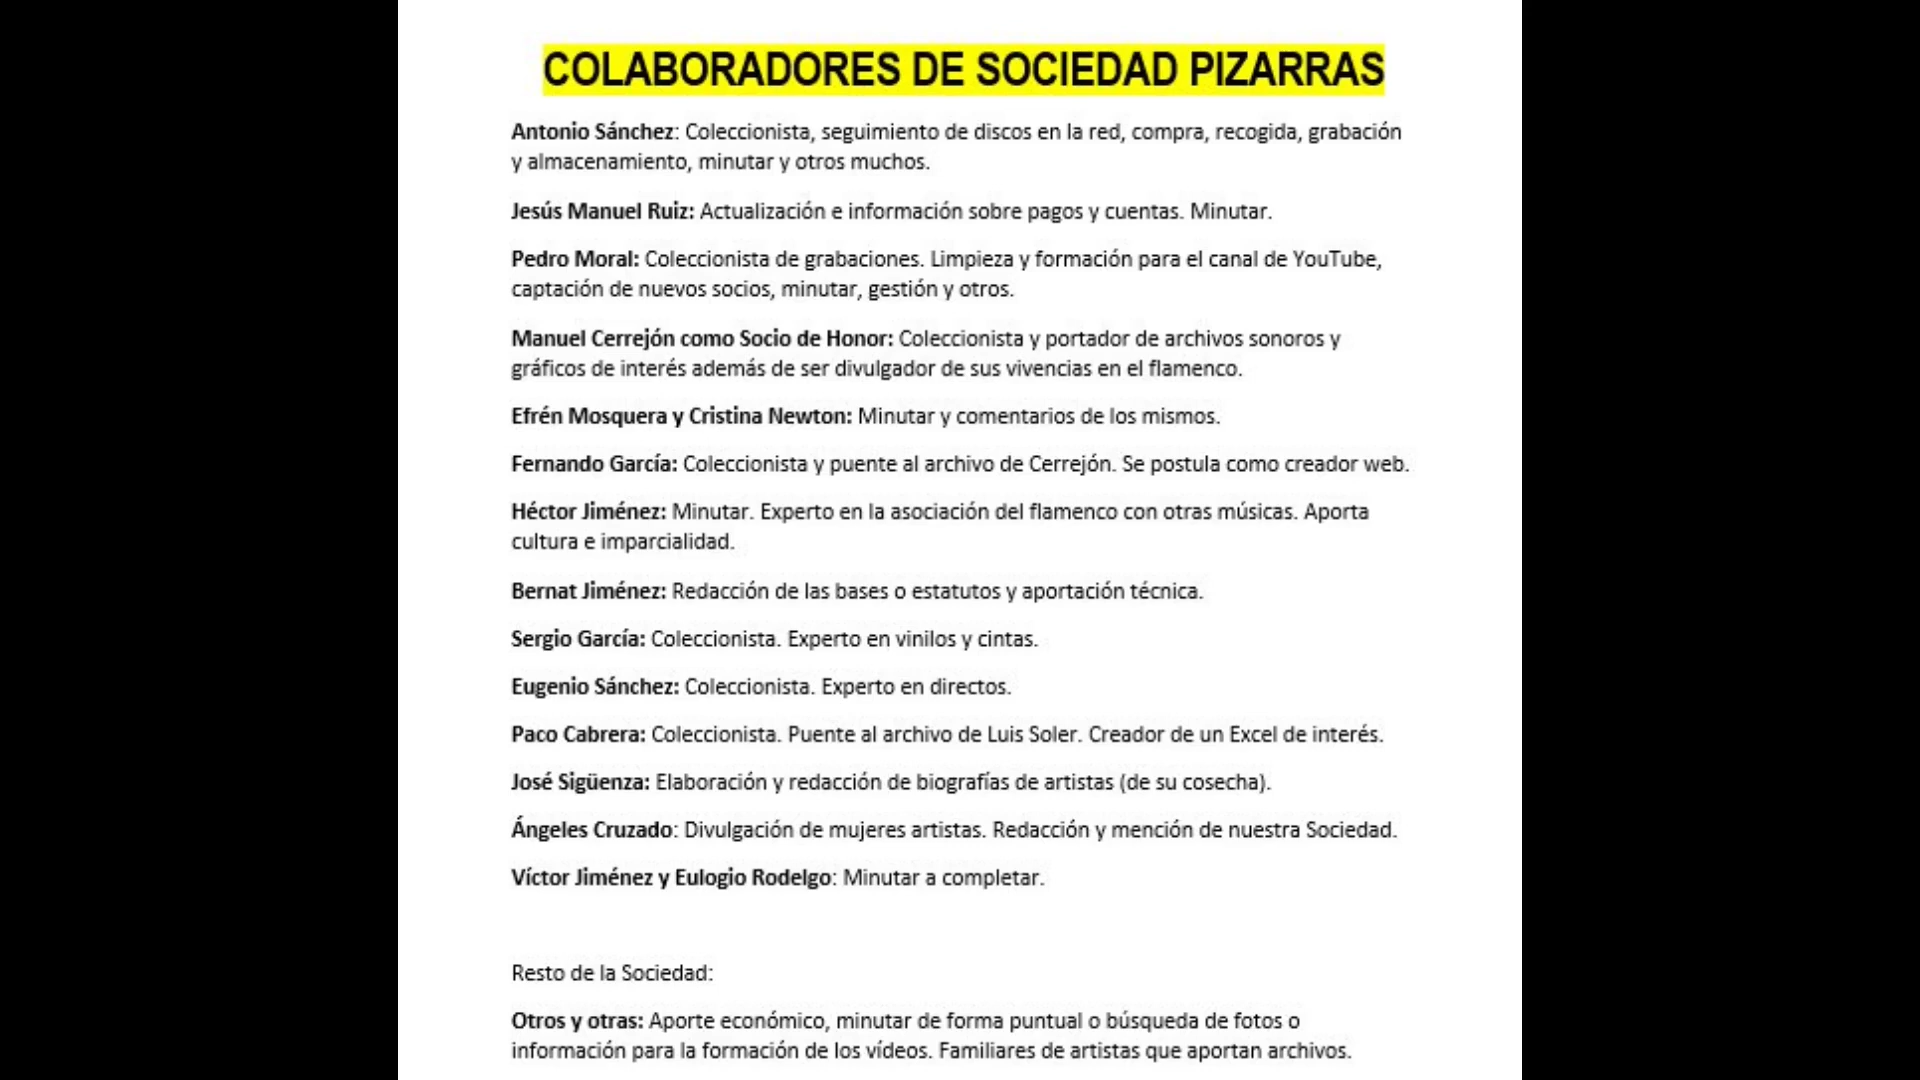 COLABORADORES DE SOCIEDAD PIZARRAS
Antonio Sánchez: Coleccionista, seguimiento de discos en la red, compra, recogida, grabación
y almacenamiento, minutar y otros muchos.
Jesús Manuel Ruiz: Actualización e información sobre pagos y cuentas. Minutar.
Pedro Moral: Coleccionista de grabaciones. Limpieza y formación para el canal de YouTube,
captación de nuevos socios, minutar, gestión y otros.
Manuel Cerrejón como Socio de Honor: Coleccionista y portador de archivos sonoros y
gráficos de interés además de ser divulgador de sus vivencias en el flamenco.
Efrén Mosquera y Cristina Newton: Minutar y comentarios de los mismos.
Fernando García: Coleccionista y puente al archivo de Cerrejón. Se postula como creador web.
Héctor Jiménez: Minutar. Experto en la asociación del flamenco con otras músicas. Aporta
cultura e imparcialidad.
Bernat Jiménez: Redacción de las bases o estatutos y aportación técnica.
Sergio García: Coleccionista. Experto en vinilos y cintas.
Eugenio Sánchez: Coleccionista. Experto en directos.
Paco Cabrera: Coleccionista. Puente al archivo de Luis Soler. Creador de un Excel de interés.
José Sigüenza: Elaboración y redacción de biografías de artistas (de su cosecha).
Ángeles Cruzado: Divulgación de mujeres artistas. Redacción y mención de nuestra Sociedad.
Víctor Jiménez y Eulogio Rodelgo: Minutar a completar.
Resto de la Sociedad:
Otros y otras: Aporte económico, minutar de forma puntual o búsqueda de fotos o
información para la formación de los vídeos. Familiares de artistas que aportan archivos.